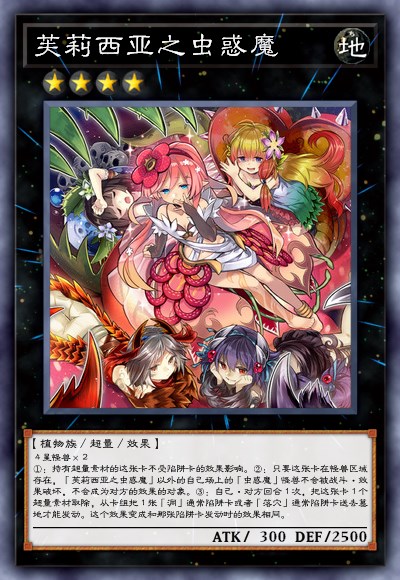 芙莉西亚之虫惑魔
地
【植物族／超量／效果】
４星怪兽×２
①：持有超量素材的这张卡不受陷阱卡的效果影响。②：只要这张卡在怪兽区域
存在，「芙莉西亚之虫惑魔」以外的自己场上的「虫惑魔」怪兽不会被战斗·效
果破坏，不会成为对方的效果的对象。③：自己·对方回合1次，把这张卡1个
超量素材取除，从卡组把1张「洞」通常陷阱卡或者「落穴」通常陷阱卡送去墓
地才能发动。这个效果变成和那张陷阱卡发动时的效果相同。
ATK/ 300 DEF/2500